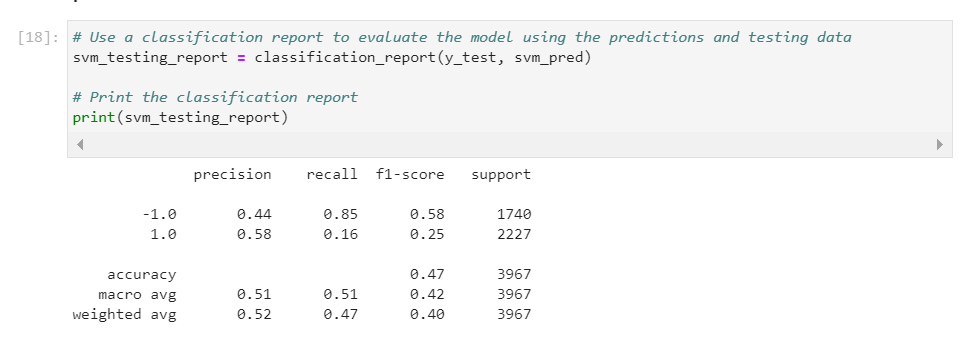 [18]: # Use a classification report to evaluate the model using the predictions and testing data
svm_testing_report = classification_report(y_test, svm_pred)
# Print the classification report
print(svm_testing_report)
precision recall f1-score support
-1.0 0.44 0.85 0.58 1740
1.0 0.58 0.16 0.25 2227
accuracy 0.47 3967
macro avg 0.51 0.51 0.42 3967
weighted avg 0.52 0.47 0.40 3967